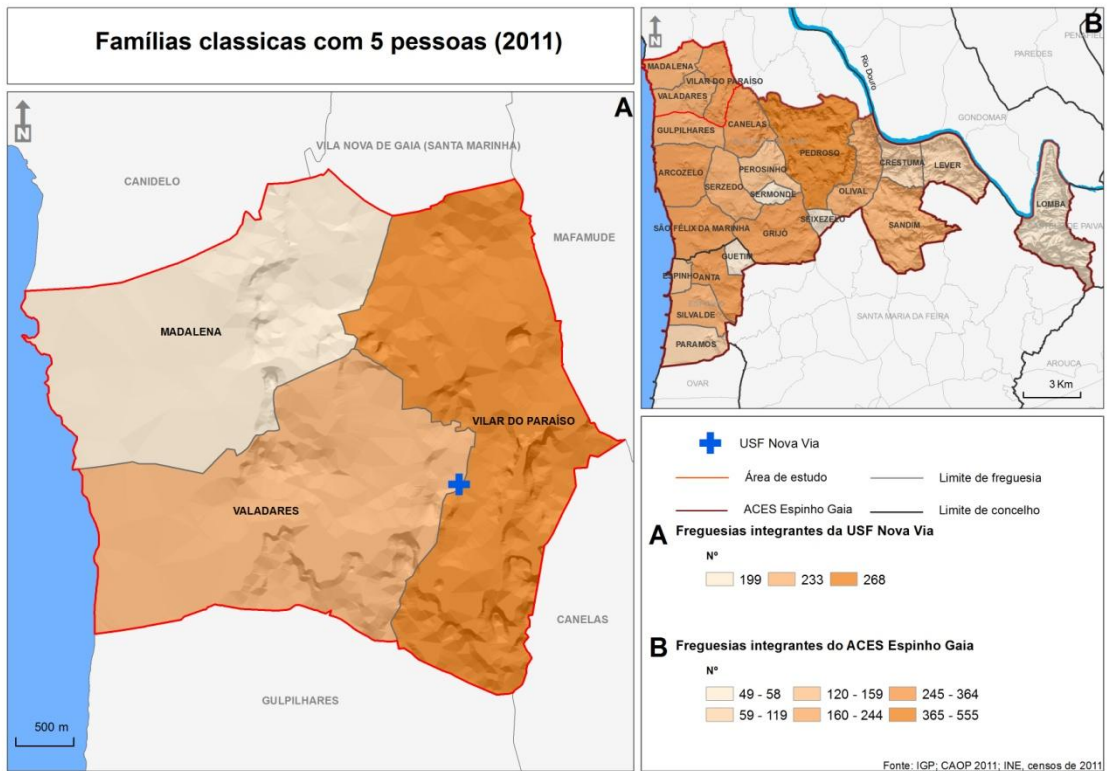 Famílias classicas com 5 pessoas (2011)
A
N
VILA NOVA DE GAIA (SANTA MARINHA)
CANIDELO
MAFAMUDE
MADALENA
VILAR DO PARAÍSO
VALADARES
CANELAS
GULPILHARES
500 m
B
N
PENAFIEL
PAREDES
MADALENA
VILAR DO PARAÍSO
Rio Douro
VALADARES
GONDOMAR
GULPILHARES
CANELAS
PEDROSO
CRESTUMA
LEVER
ARCOZELO
PEROSINHO
SERZEDO
SERMONDE
OLIVAL
LOMBA
SEIXEZELO
SANDIM
DE PAIVA
SÃO FÉLIX DA MARINHA
GRIJÓ
GUETIM
ESPINHO
ANTA
SILVALDE
SANTA MARIA DA FEIRA
PARAMOS
AROUCA
OVAR
3 Km
USF Nova Via
Área de estudo
Limite de freguesia
ACES Espinho Gaia
Limite de concelho
A Freguesias integrantes da USF Nova Via
Nº
199 233 268
B Freguesias integrantes do ACES Espinho Gaia
Nº
49 - 58 120 - 159 245 - 364
59 - 119 160 - 244 365 - 555
Fonte: IGP; CAOP 2011; INE, censos de 2011